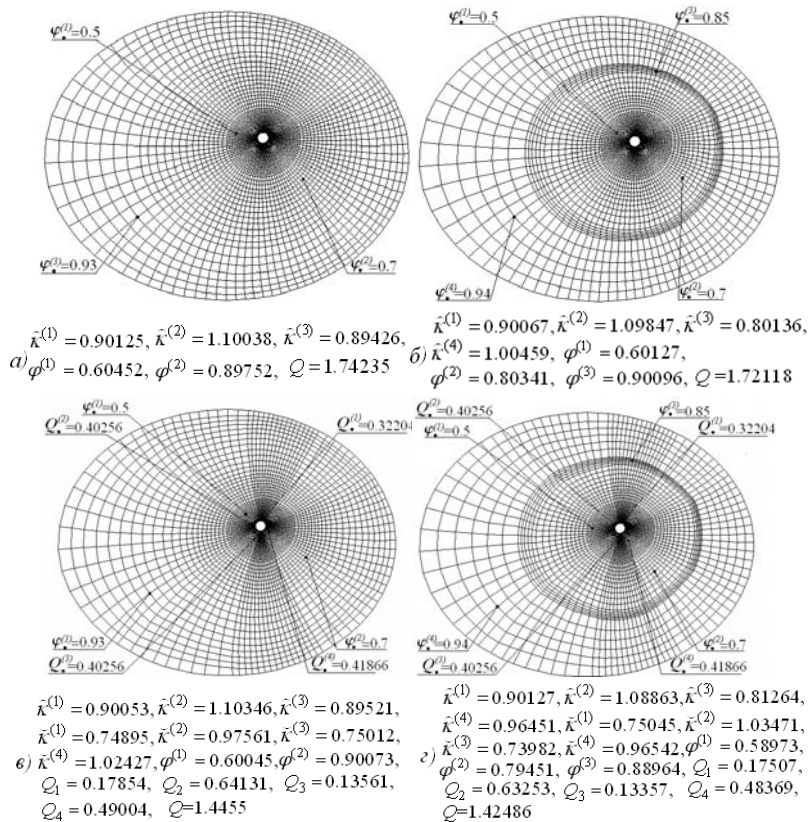 φ•⁽¹⁾=0.5
φ•⁽³⁾=0.93
φ•⁽²⁾=0.7
κ̂⁽¹⁾ = 0.90125, κ̂⁽²⁾ = 1.10038, κ̂⁽³⁾ = 0.89426,
а) φ⁽¹⁾ = 0.60452, φ⁽²⁾ = 0.89752, Q = 1.74235
φ•⁽¹⁾=0.5
φ•⁽³⁾=0.85
φ•⁽⁴⁾=0.94
φ•⁽²⁾=0.7
κ̂⁽¹⁾ = 0.90067, κ̂⁽²⁾ = 1.09847, κ̂⁽³⁾ = 0.80136,
б) κ̂⁽⁴⁾ = 1.00459, φ⁽¹⁾ = 0.60127,
φ⁽²⁾ = 0.80341, φ⁽³⁾ = 0.90096, Q =1.72118
φ•⁽¹⁾=0.5
Q•⁽²⁾=0.40256
Q•⁽¹⁾=0.32204
φ•⁽³⁾=0.93
Q•⁽³⁾=0.40256
φ•⁽²⁾=0.7
Q•⁽⁴⁾=0.41866
κ̂⁽¹⁾ = 0.90053, κ̂⁽²⁾ = 1.10346, κ̂⁽³⁾ = 0.89521,
κ̆⁽¹⁾ = 0.74895, κ̆⁽²⁾ = 0.97561, κ̆⁽³⁾ = 0.75012,
в) κ̆⁽⁴⁾ = 1.02427, φ⁽¹⁾ = 0.60045, φ⁽²⁾ = 0.90073,
Q₁ = 0.17854, Q₂ = 0.64131, Q₃ = 0.13561,
Q₄ = 0.49004, Q=1.4455
Q•⁽²⁾=0.40256
φ•⁽¹⁾=0.5
φ•⁽³⁾=0.85
Q•⁽¹⁾=0.32204
φ•⁽⁴⁾=0.94
Q•⁽³⁾=0.40256
φ•⁽²⁾=0.7
Q•⁽⁴⁾=0.41866
κ̂⁽¹⁾ = 0.90127, κ̂⁽²⁾ = 1.08863, κ̂⁽³⁾ = 0.81264,
κ̂⁽⁴⁾ = 0.96451, κ̆⁽¹⁾ = 0.75045, κ̆⁽²⁾ = 1.03471,
г) κ̆⁽³⁾ = 0.73982, κ̆⁽⁴⁾ = 0.96542, φ⁽¹⁾ = 0.58973,
φ⁽²⁾ = 0.79451, φ⁽³⁾ = 0.88964, Q₁ = 0.17507,
Q₂ = 0.63253, Q₃ = 0.13357, Q₄ = 0.48369,
Q=1.42486